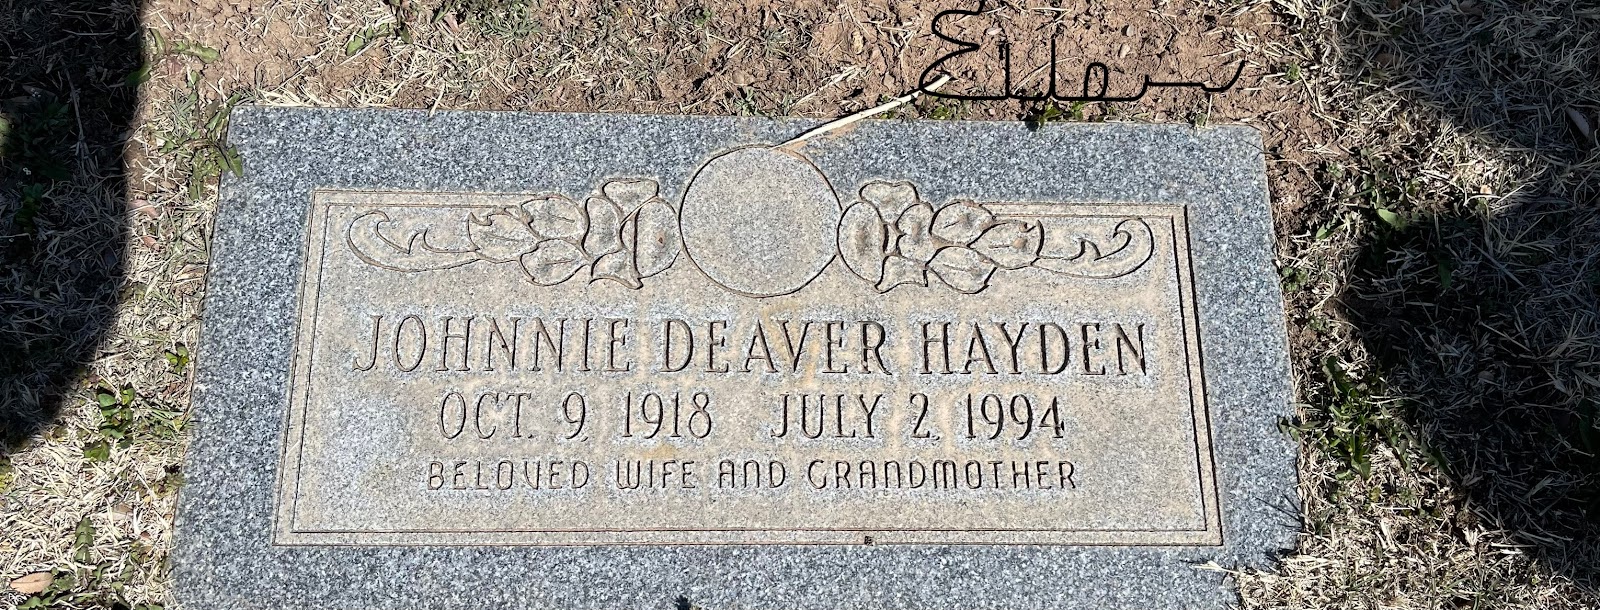 JOHNNIE DEAVER HAYDEN
OCT. 9, 1918 JULY 2, 1994
BELOVED WIFE AND GRANDMOTHER